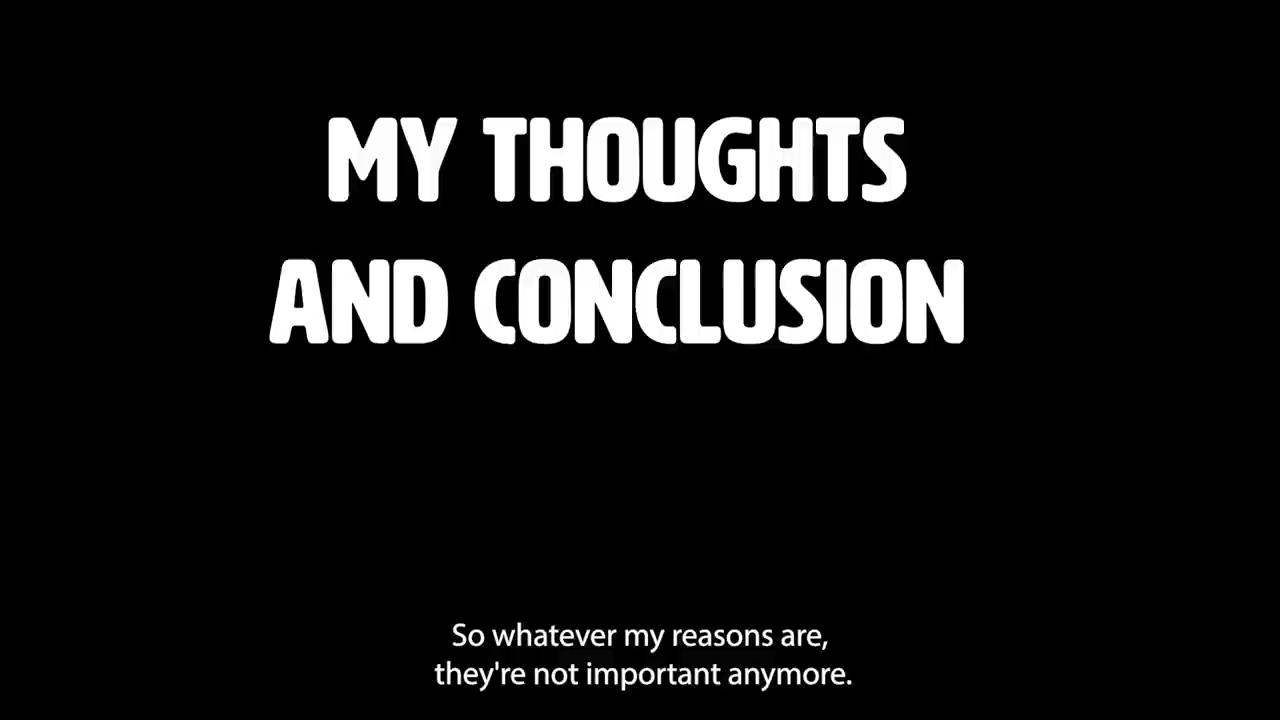 MY THOUGHTS
AND CONCLUSION
So whatever my reasons are,
they're not important anymore.